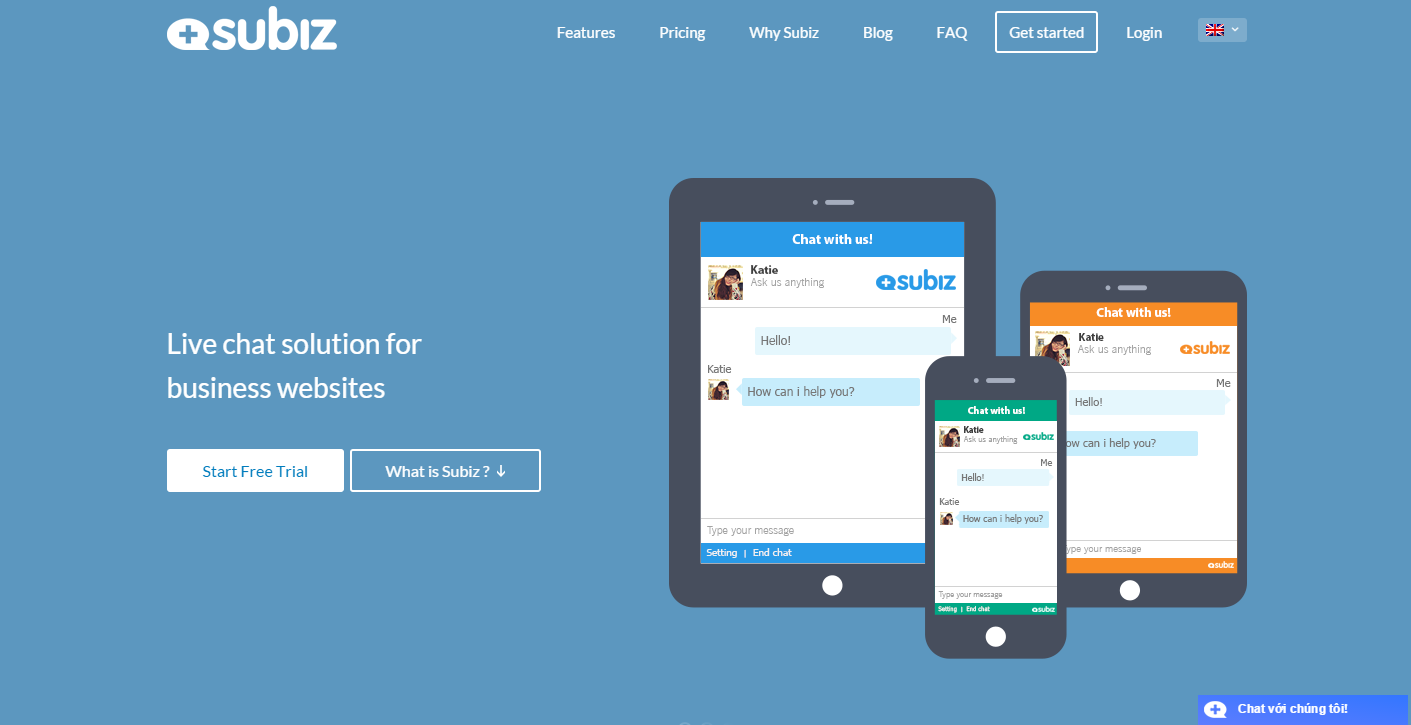 subiz
Features
Pricing
Why Subiz
Blog
FAQ
Get started
Login
Live chat solution for
business websites
Start Free Trial
What is Subiz ?
Chat with us!
Katie
Ask us anything
subiz
Me
Hello!
Katie
How can i help you?
Type your message
Setting | End chat
Chat with us!
Katie
Ask us anything
subiz
Me
Hello!
Katie
How can i help you?
Type your message
Setting | End chat
subiz
Chat with us!
Katie
Ask us anything
subiz
Me
Hello!
can i help you?
your message
subiz
Chat với chúng tôi!